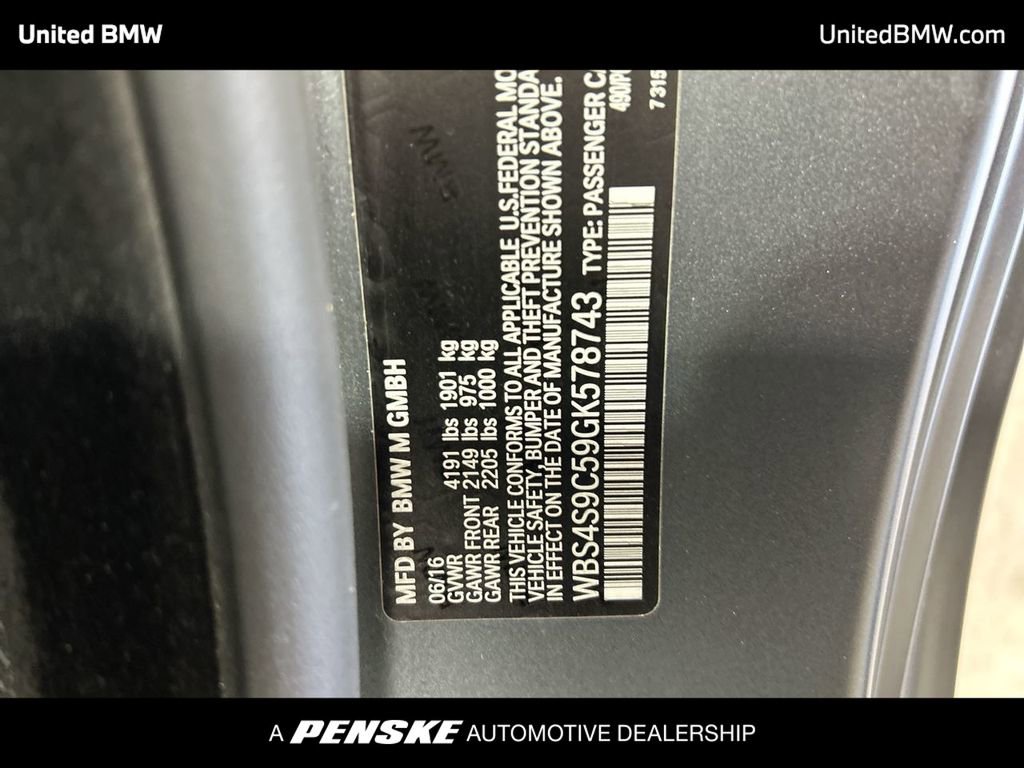 United BMW
UnitedBMW.com
MFD BY BMW M GMBH
06/16
GVWR 4191 lbs 1901 kg
GAWR FRONT 2149 lbs 975 kg
GAWR REAR 2205 lbs 1000 kg
THIS VEHICLE CONFORMS TO ALL APPLICABLE U.S. FEDERAL
VEHICLE SAFETY, BUMPER AND THEFT PREVENTION
IN EFFECT ON THE DATE OF MANUFACTURE SHOWN ABOVE.
WBS4S9C59GK578743 TYPE: PASSENGER
A PENSKE AUTOMOTIVE DEALERSHIP